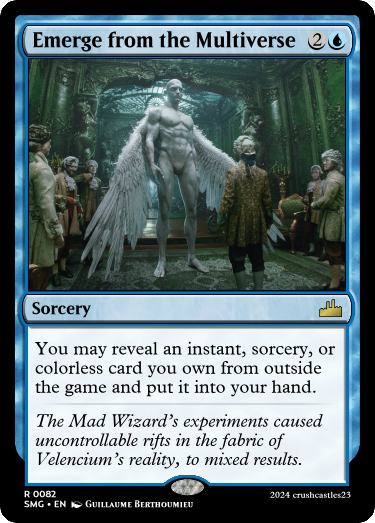 Emerge from the Multiverse 2
Sorcery
You may reveal an instant, sorcery, or
colorless card you own from outside
the game and put it into your hand.
The Mad Wizard's experiments caused
uncontrollable rifts in the fabric of
Velencium's reality, to mixed results.
R 0082
SMG • EN Guillaume Berthoumieu
2024 crushcastles23